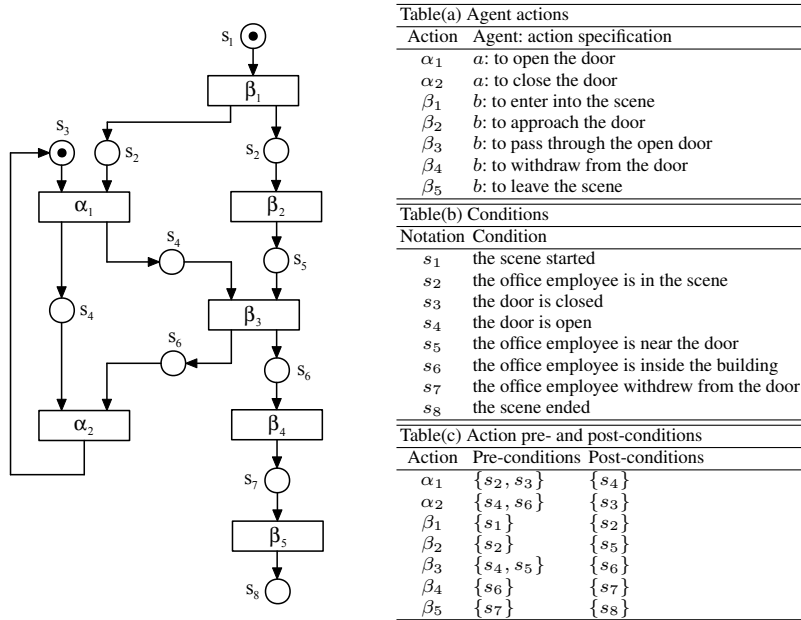 s₁
β₁
s₃
s₂
s₂
α₁
β₂
s₄
s₅
s₄
β₃
s₆
s₆
α₂
β₄
s₇
β₅
s₈
Table(a) Agent actions
Action Agent: action specification
α₁ a: to open the door
α₂ a: to close the door
β₁ b: to enter into the scene
β₂ b: to approach the door
β₃ b: to pass through the open door
β₄ b: to withdraw from the door
β₅ b: to leave the scene
Table(b) Conditions
Notation Condition
s₁ the scene started
s₂ the office employee is in the scene
s₃ the door is closed
s₄ the door is open
s₅ the office employee is near the door
s₆ the office employee is inside the building
s₇ the office employee withdrew from the door
s₈ the scene ended
Table(c) Action pre- and post-conditions
Action Pre-conditions Post-conditions
α₁ {s₂, s₃} {s₄}
α₂ {s₄, s₆} {s₃}
β₁ {s₁} {s₂}
β₂ {s₂} {s₅}
β₃ {s₄, s₅} {s₆}
β₄ {s₆} {s₇}
β₅ {s₇} {s₈}